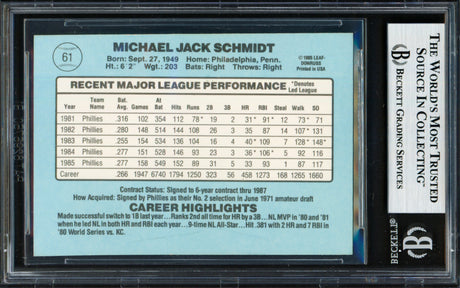 61
MICHAEL JACK SCHMIDT
Born: Sept. 27, 1949 Home: Philadelphia, Penn.
Ht.: 6' 2" Wgt.: 203 Bats: Right Throws: Right
© 1985 LEAF-
DONRUSS
Printed in USA
RECENT MAJOR LEAGUE PERFORMANCE *Denotes Led League
Year Team Name Bat. Avg. Games At Bat Hits Runs 2B 3B HR RBI Steal Walk SO
1981 Phillies .316 102 354 112 78* 19 2 31* 91* 12 73* 71
1982 Phillies .280 148 514 144 108 26 3 35 87 14 107* 131
1983 Phillies .255 154 534 136 104 16 4 40* 109 7 128* 148
1984 Phillies .277 151 528 146 93 23 3 36* 106* 5 92 116
1985 Phillies .277 158 549 152 89 31 5 33 93 1 87 117
Career .266 1947 6740 1794 1250 330 56 458 1273 168 1265 1660
Contract Status: Signed to 6-year contract thru 1987
How Acquired: Signed by Phillies as their No. 2 selection in June 1971 amateur draft
CAREER HIGHLIGHTS
Made successful switch to 1B last year...Ranks 2nd all time for HR by a 3B...NL MVP in '80 and '81
when he led NL in both HR and RBI each year...9-time NL All-Star...Hit .381 with 2 HR and 7 RBI in
'80 World Series vs. KC.
THE WORLD'S MOST TRUSTED
SOURCE IN COLLECTING™
BECKETT GRADING SERVICES
BECKETT®